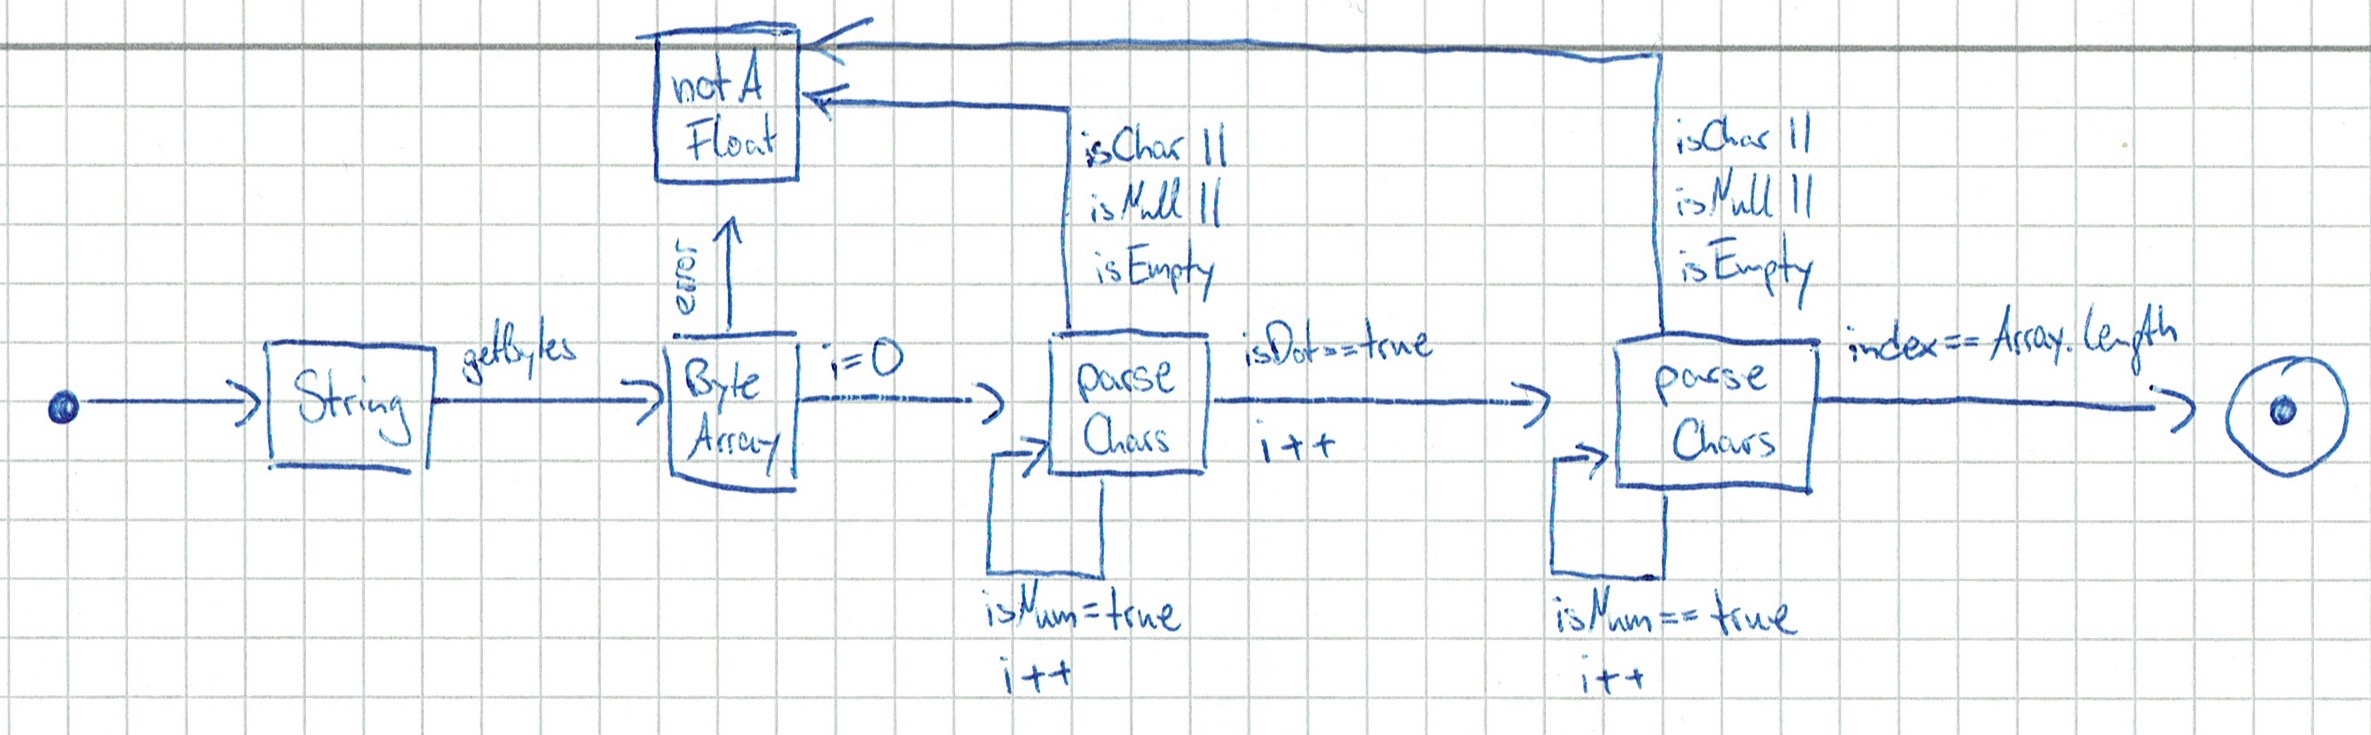 not A
Float
isChar ||
isNull ||
isEmpty
isChar ||
isNull ||
isEmpty
error
String
getbytes
Byte
Array
i=0
parse
Chars
isDot==true
i++
parse
Chars
index==Array.length
isNum=true
i++
isNum==true
i++